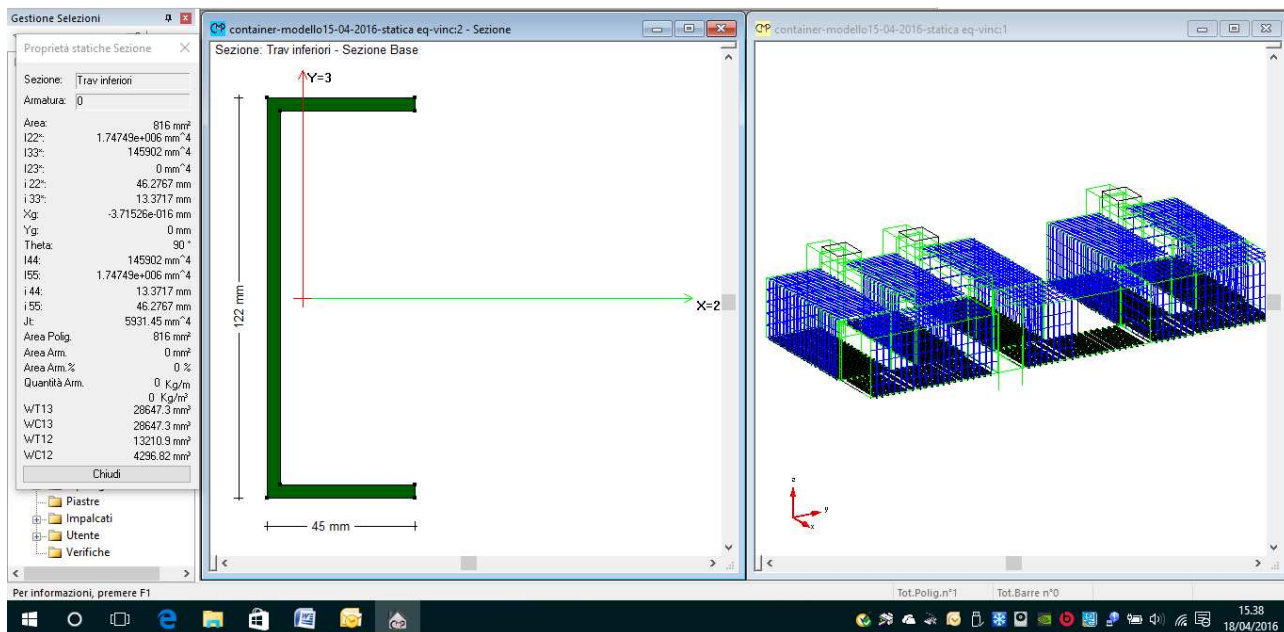 Gestione Selezioni
Proprietà statiche Sezione
Sezione: Trav inferiori
Armatura: 0
Area: 816 mm²
I22*: 1.74749e+006 mm^4
I33*: 145902 mm^4
I23*: 0 mm^4
i 22*: 46.2767 mm
i 33*: 13.3717 mm
Xg: -3.71526e-016 mm
Yg: 0 mm
Theta: 90 °
I44: 145902 mm^4
I55: 1.74749e+006 mm^4
i 44: 13.3717 mm
i 55: 46.2767 mm
Jt: 5931.45 mm^4
Area Polig. 816 mm²
Area Arm. 0 mm²
Area Arm.% 0 %
Quantità Arm. 0 Kg/m
0 Kg/m³
WT13 28647.3 mm³
WC13 28647.3 mm³
WT12 13210.9 mm³
WC12 4296.82 mm³
Chiudi
Piastre
Impalcati
Utente
Verifiche
CMP container-modello15-04-2016-statica eq-vinc:2 - Sezione
Sezione: Trav inferiori - Sezione Base
Y=3
122 mm
X=2
45 mm
CMP container-modello15-04-2016-statica eq-vinc:1
z
y
x
Per informazioni, premere F1
Tot.Polig.n°1
Tot.Barre n°0
15.38
18/04/2016